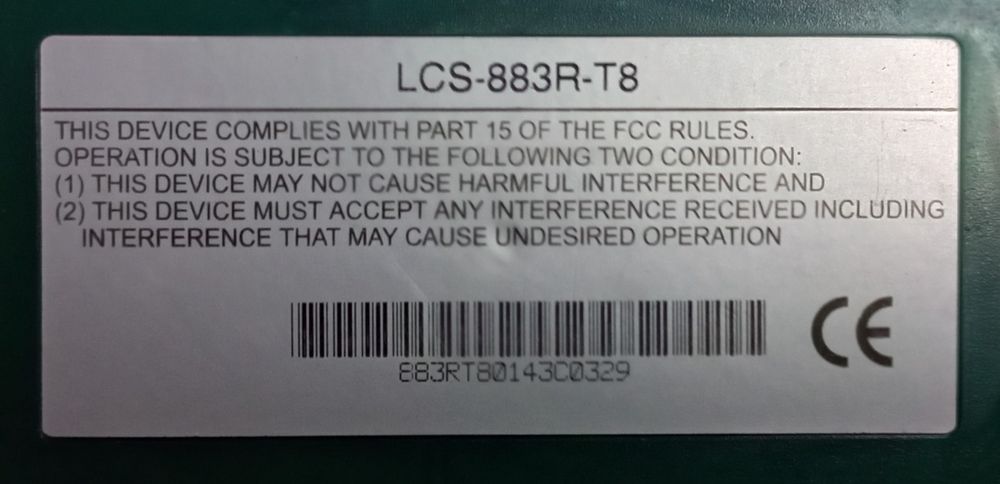 LCS-883R-T8
THIS DEVICE COMPLIES WITH PART 15 OF THE FCC RULES.
OPERATION IS SUBJECT TO THE FOLLOWING TWO CONDITION:
(1) THIS DEVICE MAY NOT CAUSE HARMFUL INTERFERENCE AND
(2) THIS DEVICE MUST ACCEPT ANY INTERFERENCE RECEIVED INCLUDING
INTERFERENCE THAT MAY CAUSE UNDESIRED OPERATION
883RT80143C0329
CE